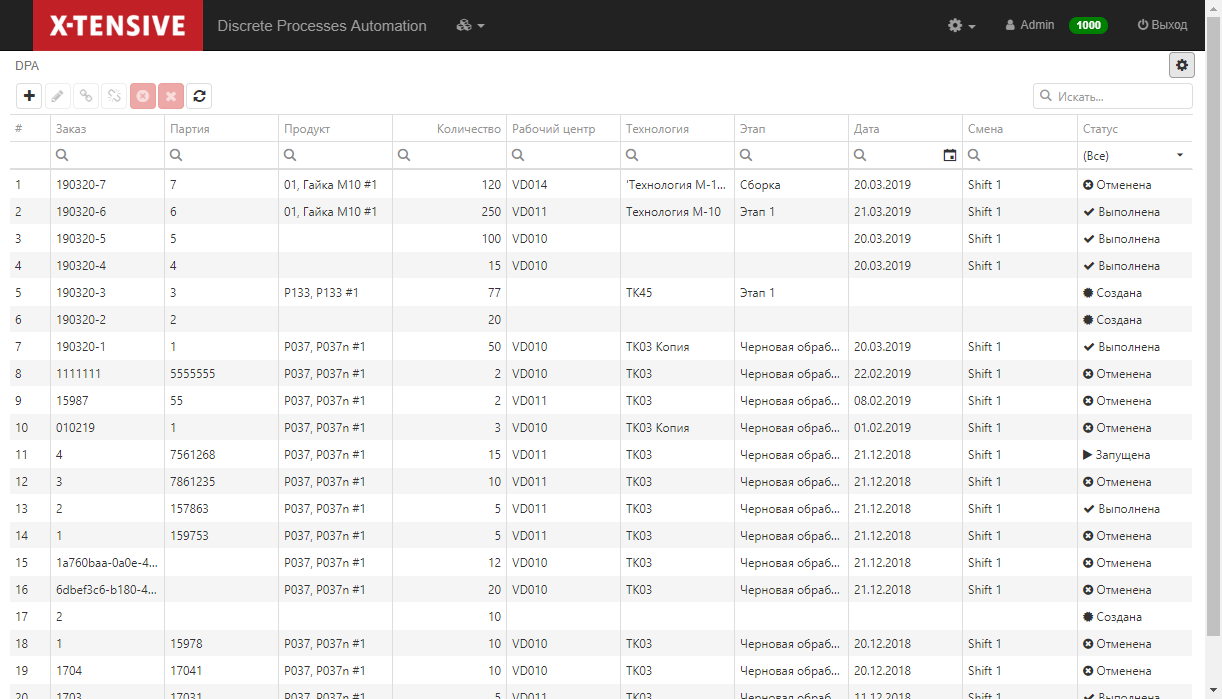 X-TENSIVE Discrete Processes Automation Admin 1000 Выход
DPA
Искать...
# Заказ Партия Продукт Количество Рабочий центр Технология Этап Дата Смена Статус
(Все)
1 190320-7 7 01, Гайка М10 #1 120 VD014 'Технология М-1... Сборка 20.03.2019 Shift 1 Отменена
2 190320-6 6 01, Гайка М10 #1 250 VD011 Технология М-10 Этап 1 21.03.2019 Shift 1 Выполнена
3 190320-5 5 100 VD010 20.03.2019 Shift 1 Выполнена
4 190320-4 4 15 VD010 20.03.2019 Shift 1 Выполнена
5 190320-3 3 P133, P133 #1 77 ТК45 Этап 1 Создана
6 190320-2 2 20 Создана
7 190320-1 1 P037, P037n #1 50 VD010 ТК03 Копия Черновая обраб... 20.03.2019 Shift 1 Выполнена
8 1111111 5555555 P037, P037n #1 2 VD010 ТК03 Черновая обраб... 22.02.2019 Shift 1 Отменена
9 15987 55 P037, P037n #1 2 VD011 ТК03 Черновая обраб... 08.02.2019 Shift 1 Отменена
10 010219 1 P037, P037n #1 3 VD010 ТК03 Копия Черновая обраб... 01.02.2019 Shift 1 Отменена
11 4 7561268 P037, P037n #1 15 VD011 ТК03 Черновая обраб... 21.12.2018 Shift 1 Запущена
12 3 7861235 P037, P037n #1 10 VD011 ТК03 Черновая обраб... 21.12.2018 Shift 1 Отменена
13 2 157863 P037, P037n #1 5 VD011 ТК03 Черновая обраб... 21.12.2018 Shift 1 Выполнена
14 1 159753 P037, P037n #1 5 VD011 ТК03 Черновая обраб... 21.12.2018 Shift 1 Отменена
15 1a760baa-0a0e-4... P037, P037n #1 12 VD010 ТК03 Черновая обраб... 21.12.2018 Shift 1 Отменена
16 6dbef3c6-b180-4... P037, P037n #1 20 VD010 ТК03 Черновая обраб... 21.12.2018 Shift 1 Отменена
17 2 10 Создана
18 1 15978 P037, P037n #1 10 VD010 ТК03 Черновая обраб... 20.12.2018 Shift 1 Отменена
19 1704 17041 P037, P037n #1 10 VD010 ТК03 Черновая обраб... 20.12.2018 Shift 1 Отменена
20 1703 17031 P037, P037n #1 5 VD011 ТК03 Черновая обраб... 11.12.2018 Shift 1 Выполнена